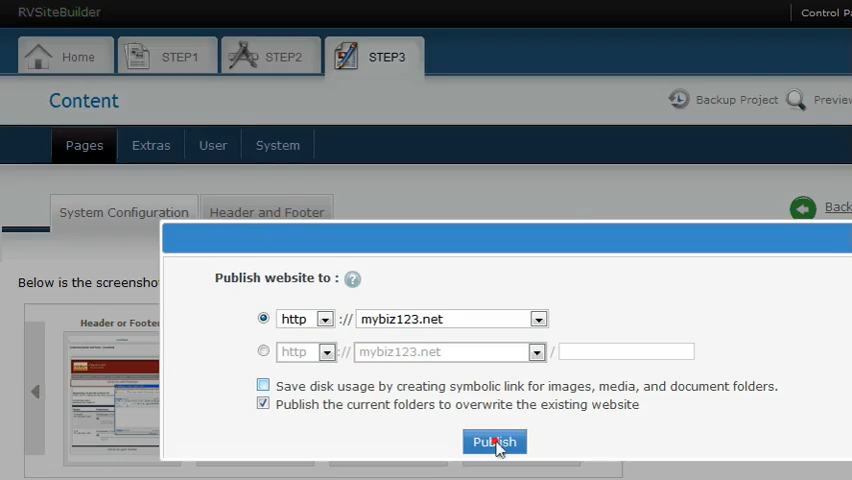 RVSiteBuilder
Control Pa
Home
STEP1
STEP2
STEP3
Content
Backup Project
Preview
Pages
Extras
User
System
System Configuration
Header and Footer
Back
Below is the screensho
Publish website to : ?
http :// mybiz123.net
http :// mybiz123.net /
Header or Foote
Save disk usage by creating symbolic link for images, media, and document folders.
Publish the current folders to overwrite the existing website
Publish